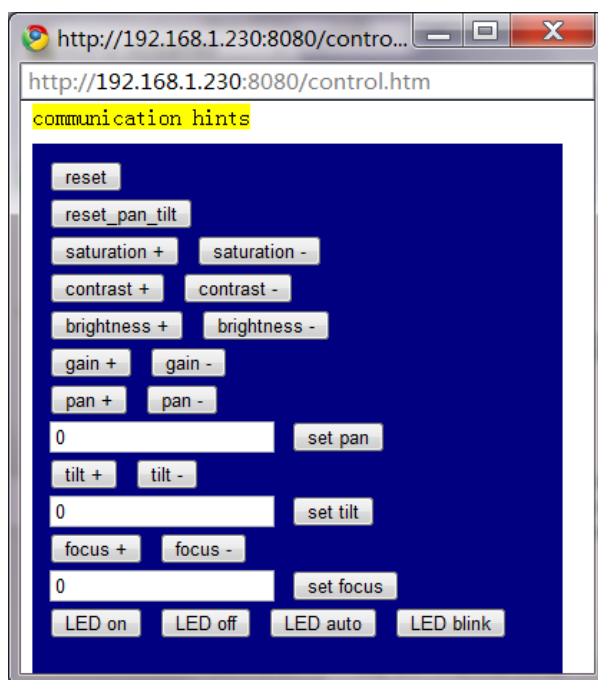 http://192.168.1.230:8080/contro...
http://192.168.1.230:8080/control.htm
communication hints
reset
reset_pan_tilt
saturation + saturation -
contrast + contrast -
brightness + brightness -
gain + gain -
pan + pan -
0 set pan
tilt + tilt -
0 set tilt
focus + focus -
0 set focus
LED on LED off LED auto LED blink